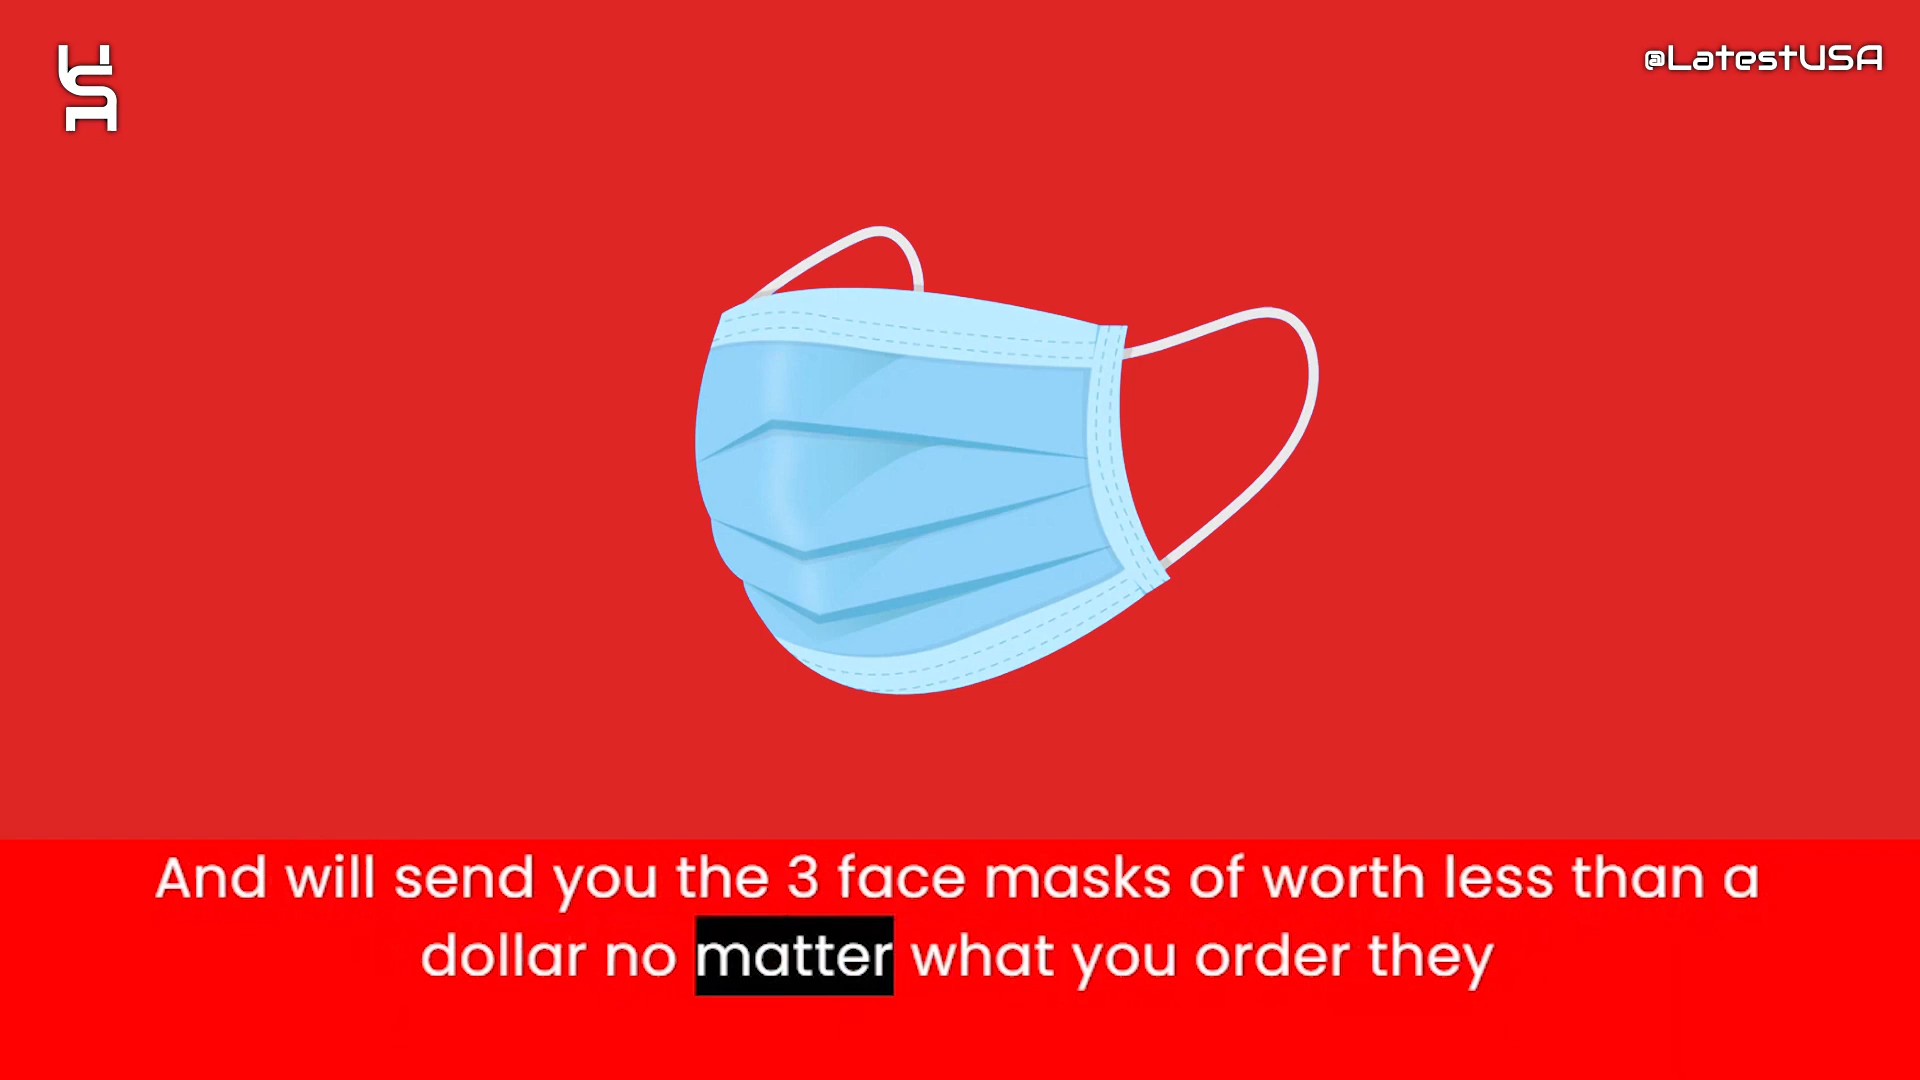 USA
@LatestUSA
And will send you the 3 face masks of worth less than a
dollar no matter what you order they